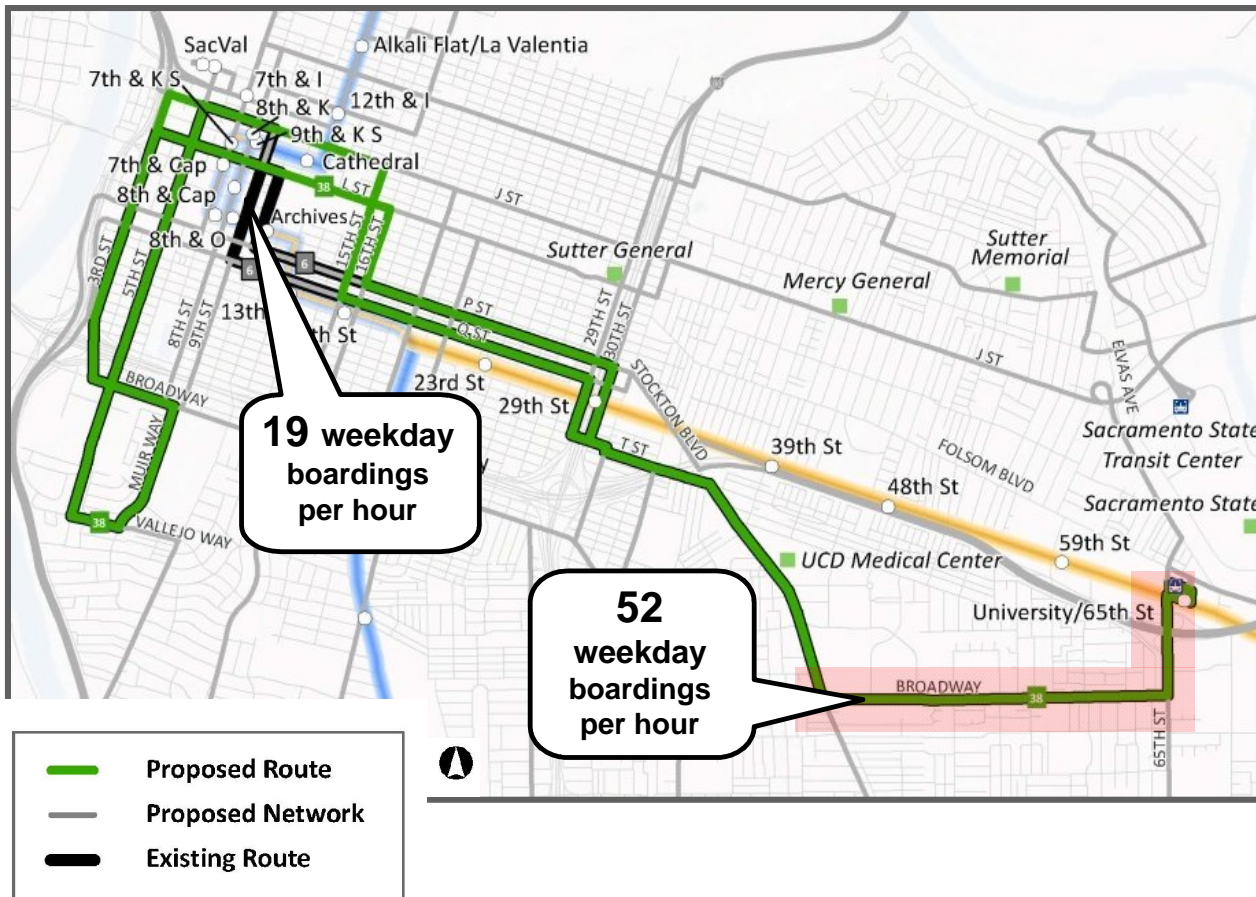 SacVal
Alkali Flat/La Valentia
7th & K S
7th & I
8th & K
12th & I
9th & K S
7th & Cap
Cathedral
38
L ST
J ST
8th & Cap
Archives
8th & O
3RD ST
5TH ST
15TH ST
16TH ST
6
6
Sutter General
Sutter
Memorial
Mercy General
8TH ST
9TH ST
13th
P ST
Q ST
29TH ST
30TH ST
J ST
ELVAS AVE
BROADWAY
23rd St
STOCKTON BLVD
29th St
19 weekday
boardings
per hour
MUIR WAY
T ST
39th St
FOLSOM BLVD
Sacramento State
Transit Center
48th St
Sacramento State
38
VALLEJO WAY
59th St
UCD Medical Center
University/65th St
52
weekday
boardings
per hour
BROADWAY
38
65TH ST
Proposed Route
Proposed Network
Existing Route